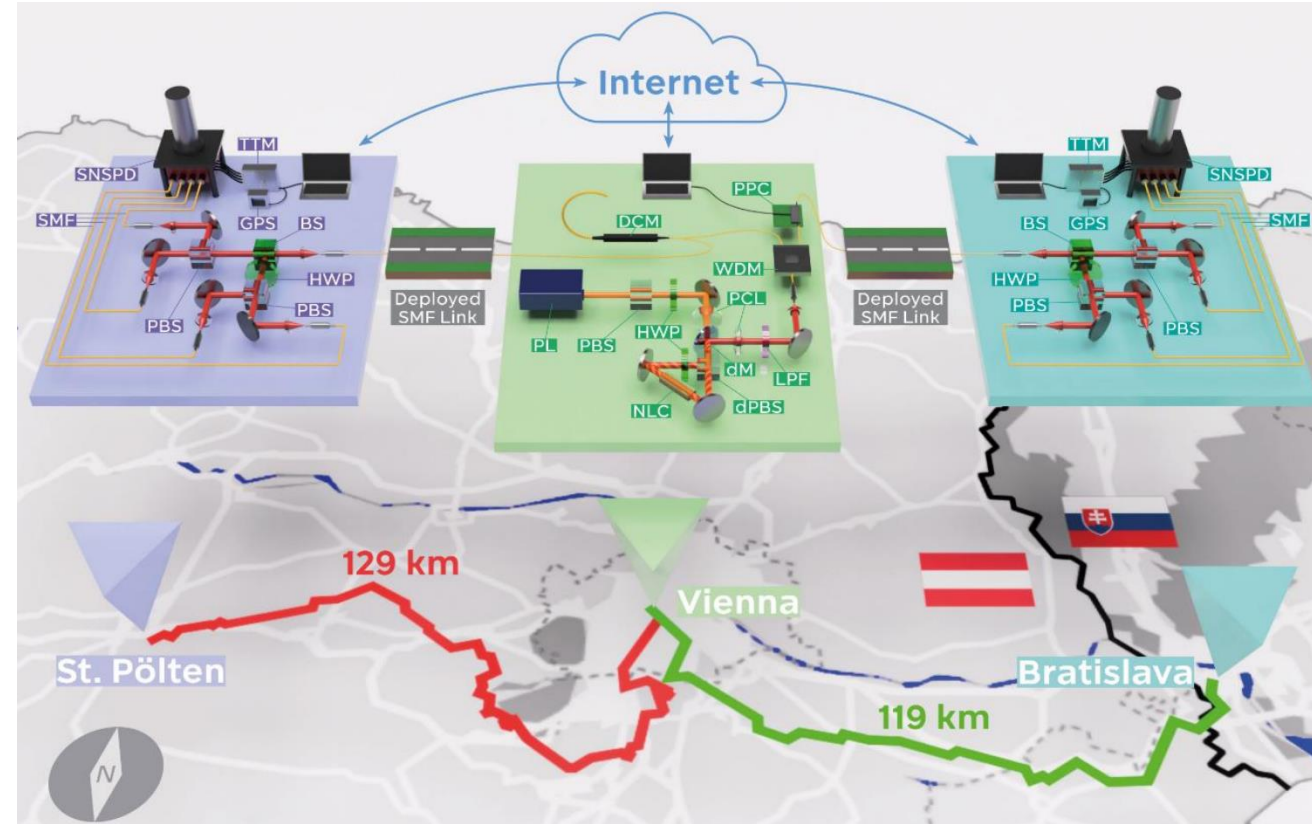 Internet
TTM
SNSPD
SMF
GPS
BS
HWP
PBS
PBS
Deployed
SMF Link
PPC
DCM
WDM
PCL
HWP
PL
PBS
dM
LPF
NLC
dPBS
Deployed
SMF Link
TTM
SNSPD
BS
GPS
SMF
HWP
PBS
PBS
129 km
Vienna
St. Pölten
Bratislava
119 km
N